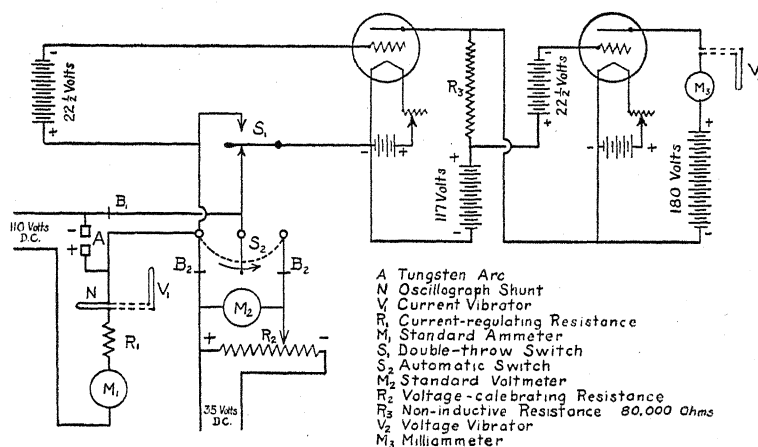 22½ Volts
R₃
22½ Volts
M₃
V₂
S₁
117 Volts
180 Volts
B₁
110 Volts
D.C.
A
S₂
B₂
B₂
N
V₁
M₂
R₁
R₂
M₁
35 Volts
D.C.
A Tungsten Arc
N Oscillograph Shunt
V₁ Current Vibrator
R₁ Current-regulating Resistance
M₁ Standard Ammeter
S₁ Double-throw Switch
S₂ Automatic Switch
M₂ Standard Voltmeter
R₂ Voltage-calebrating Resistance
R₃ Non-inductive Resistance 80,000 Ohms
V₂ Voltage Vibrator
M₃ Milliammeter